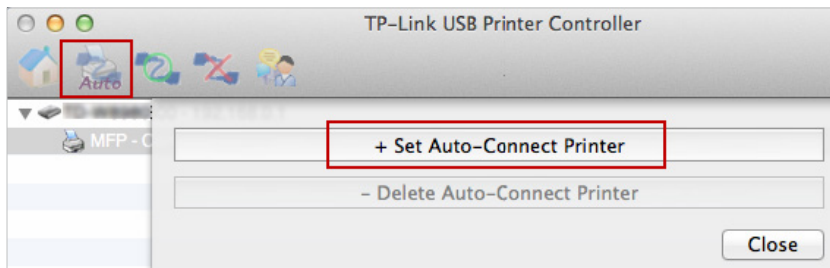 TP-Link USB Printer Controller
Auto
MFP - C
+ Set Auto-Connect Printer
- Delete Auto-Connect Printer
Close